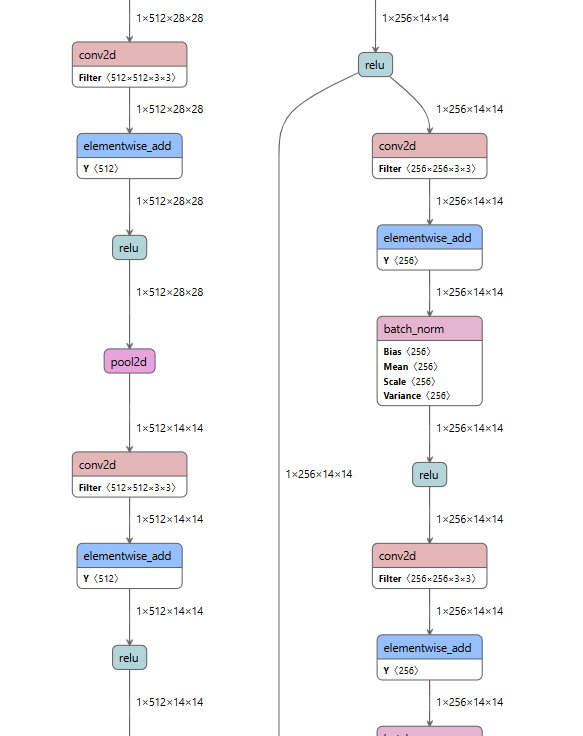 1×512×28×28
conv2d
Filter ⟨512×512×3×3⟩
1×512×28×28
elementwise_add
Y ⟨512⟩
1×512×28×28
relu
1×512×28×28
pool2d
1×512×14×14
conv2d
Filter ⟨512×512×3×3⟩
1×512×14×14
elementwise_add
Y ⟨512⟩
1×512×14×14
relu
1×512×14×14
1×256×14×14
relu
1×256×14×14
conv2d
Filter ⟨256×256×3×3⟩
1×256×14×14
elementwise_add
Y ⟨256⟩
1×256×14×14
batch_norm
Bias ⟨256⟩
Mean ⟨256⟩
Scale ⟨256⟩
Variance ⟨256⟩
1×256×14×14
1×256×14×14
relu
1×256×14×14
conv2d
Filter ⟨256×256×3×3⟩
1×256×14×14
elementwise_add
Y ⟨256⟩
1×256×14×14